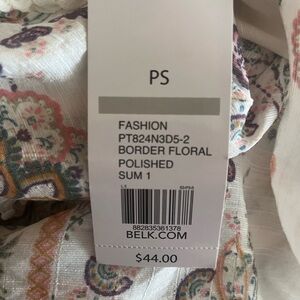 PS
FASHION
PT824N3D5-2
BORDER FLORAL
POLISHED
SUM 1
882835361378
BELK.COM
$44.00